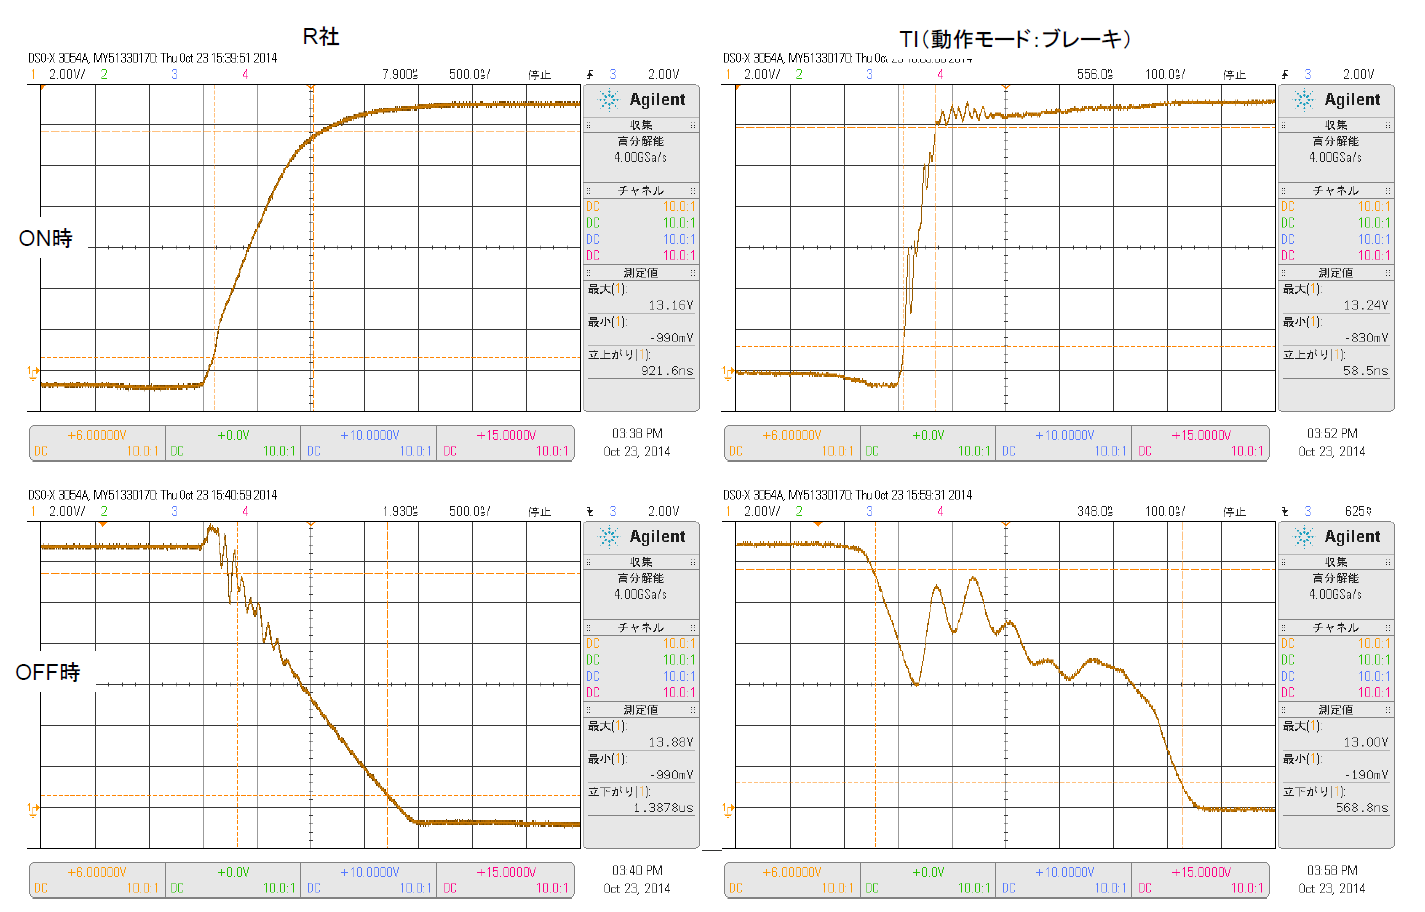 R社
TI(動作モード:ブレーキ)
ON時
DSO-X 3054A, MY51330170: Thu Oct 23 15:39:51 2014
1 2.00V/ 2 3 4 7.900us 500.0ns/ 停止 3 2.00V
Agilent
収集
高分解能
4.00GSa/s
チャネル
DC 10.0:1
DC 10.0:1
DC 10.0:1
DC 10.0:1
測定値
最大(1):
13.16V
最小(1):
-990mV
立上がり(1):
921.6ns
+6.00000V +0.0V +10.0000V +15.0000V
DC 10.0:1 DC 10.0:1 DC 10.0:1 DC 10.0:1
03:38 PM
Oct 23, 2014
DSO-X 3054A, MY51330170: Thu Oct 23
1 2.00V/ 2 3 4 556.0ns 100.0ns/ 停止 3 2.00V
Agilent
収集
高分解能
4.00GSa/s
チャネル
DC 10.0:1
DC 10.0:1
DC 10.0:1
DC 10.0:1
測定値
最大(1):
13.24V
最小(1):
-830mV
立上がり(1):
58.5ns
+6.00000V +0.0V +10.0000V +15.0000V
DC 10.0:1 DC 10.0:1 DC 10.0:1 DC 10.0:1
03:52 PM
Oct 23, 2014
OFF時
DSO-X 3054A, MY51330170: Thu Oct 23 15:40:59 2014
1 2.00V/ 2 3 4 1.930us 500.0ns/ 停止 3 2.00V
Agilent
収集
高分解能
4.00GSa/s
チャネル
DC 10.0:1
DC 10.0:1
DC 10.0:1
DC 10.0:1
測定値
最大(1):
13.88V
最小(1):
-990mV
立下がり(1):
1.3878us
+6.00000V +0.0V +10.0000V +15.0000V
DC 10.0:1 DC 10.0:1 DC 10.0:1 DC 10.0:1
03:40 PM
Oct 23, 2014
DSO-X 3054A, MY51330170: Thu Oct 23 15:59:31 2014
1 2.00V/ 2 3 4 348.0ns 100.0ns/ 停止 3
Agilent
収集
高分解能
4.00GSa/s
チャネル
DC 10.0:1
DC 10.0:1
DC 10.0:1
DC 10.0:1
測定値
最大(1):
13.00V
最小(1):
-190mV
立下がり(1):
568.8ns
+6.00000V +0.0V +10.0000V +15.0000V
DC 10.0:1 DC 10.0:1 DC 10.0:1 DC 10.0:1
03:58 PM
Oct 23, 2014